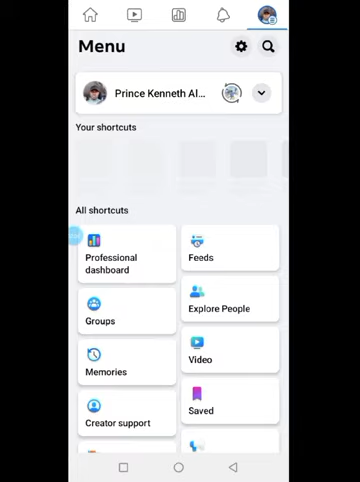 Menu
Prince Kenneth Al...
Your shortcuts
All shortcuts
Professional
dashboard
Feeds
Groups
Explore People
Memories
Video
Creator support
Saved